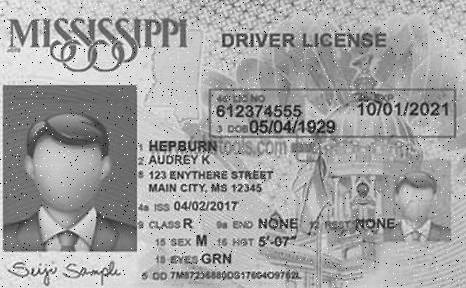 MISSISSIPPI
DRIVER LICENSE
4d DL NO 4b EXP
612374555 10/01/2021
3 DOB 05/04/1929
1 HEPBURN
2 AUDREY K
8 123 ENYTHERE STREET
MAIN CITY, MS 12345
4a ISS 04/02/2017
9 CLASS R 9a END NONE 12 REST NONE
15 SEX M 16 HGT 5'-07"
18 EYES GRN
5 DD
Seiji Sample